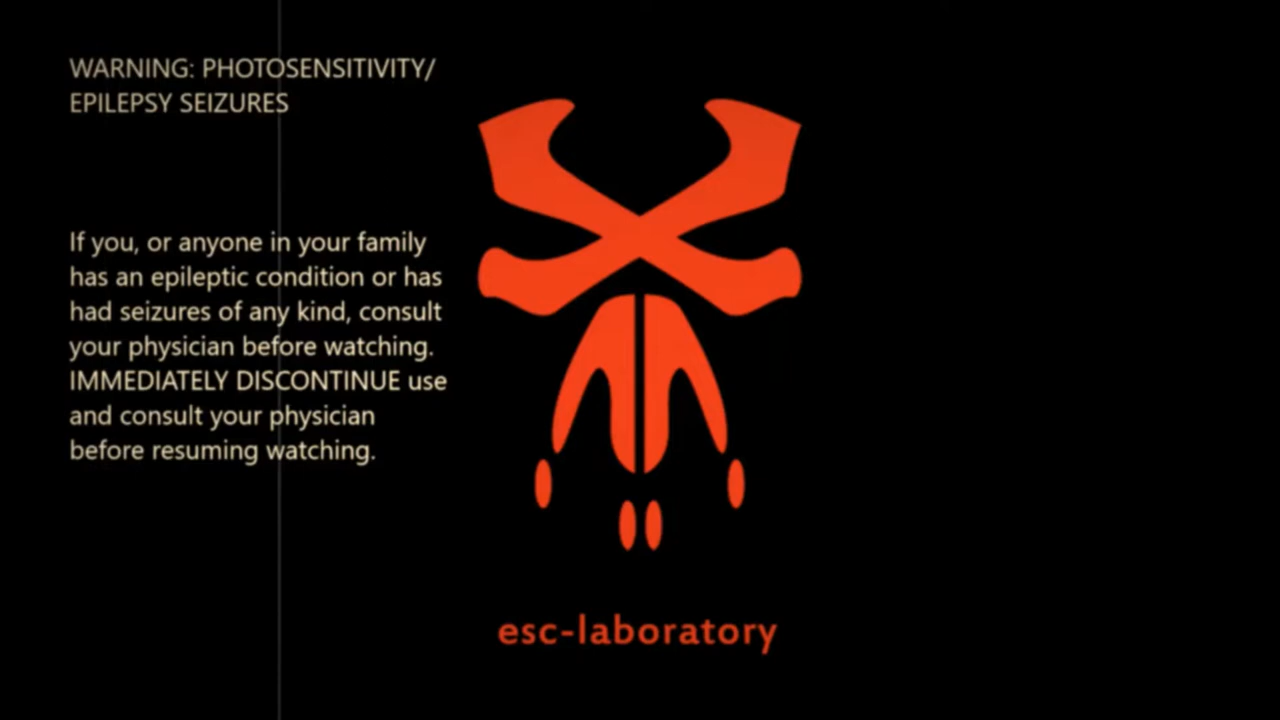 WARNING: PHOTOSENSITIVITY/
EPILEPSY SEIZURES
If you, or anyone in your family
has an epileptic condition or has
had seizures of any kind, consult
your physician before watching.
IMMEDIATELY DISCONTINUE use
and consult your physician
before resuming watching.
esc-laboratory